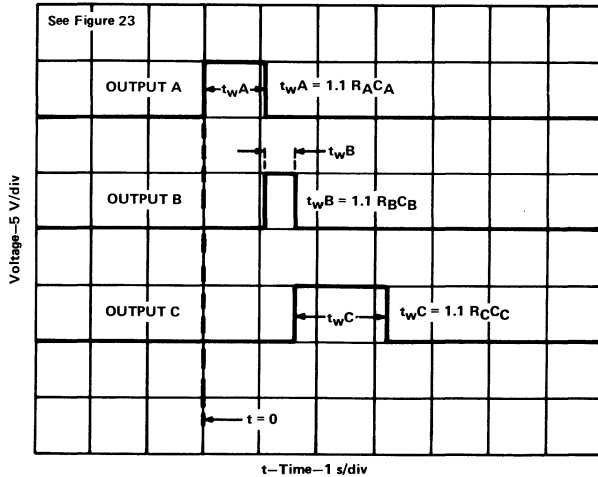 See Figure 23
OUTPUT A
twA
twA = 1.1 RACA
twB
OUTPUT B
twB = 1.1 RBCB
OUTPUT C
twC
twC = 1.1 RCCC
t = 0
Voltage–5 V/div
t–Time–1 s/div